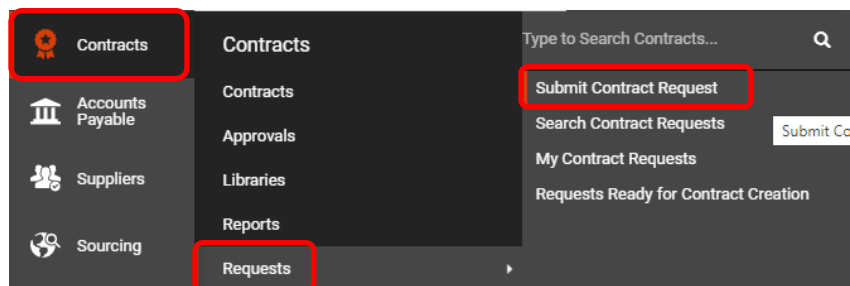 Contracts
Accounts
Payable
Suppliers
Sourcing
Contracts
Contracts
Approvals
Libraries
Reports
Requests
Type to Search Contracts...
Submit Contract Request
Search Contract Requests
Submit Co
My Contract Requests
Requests Ready for Contract Creation